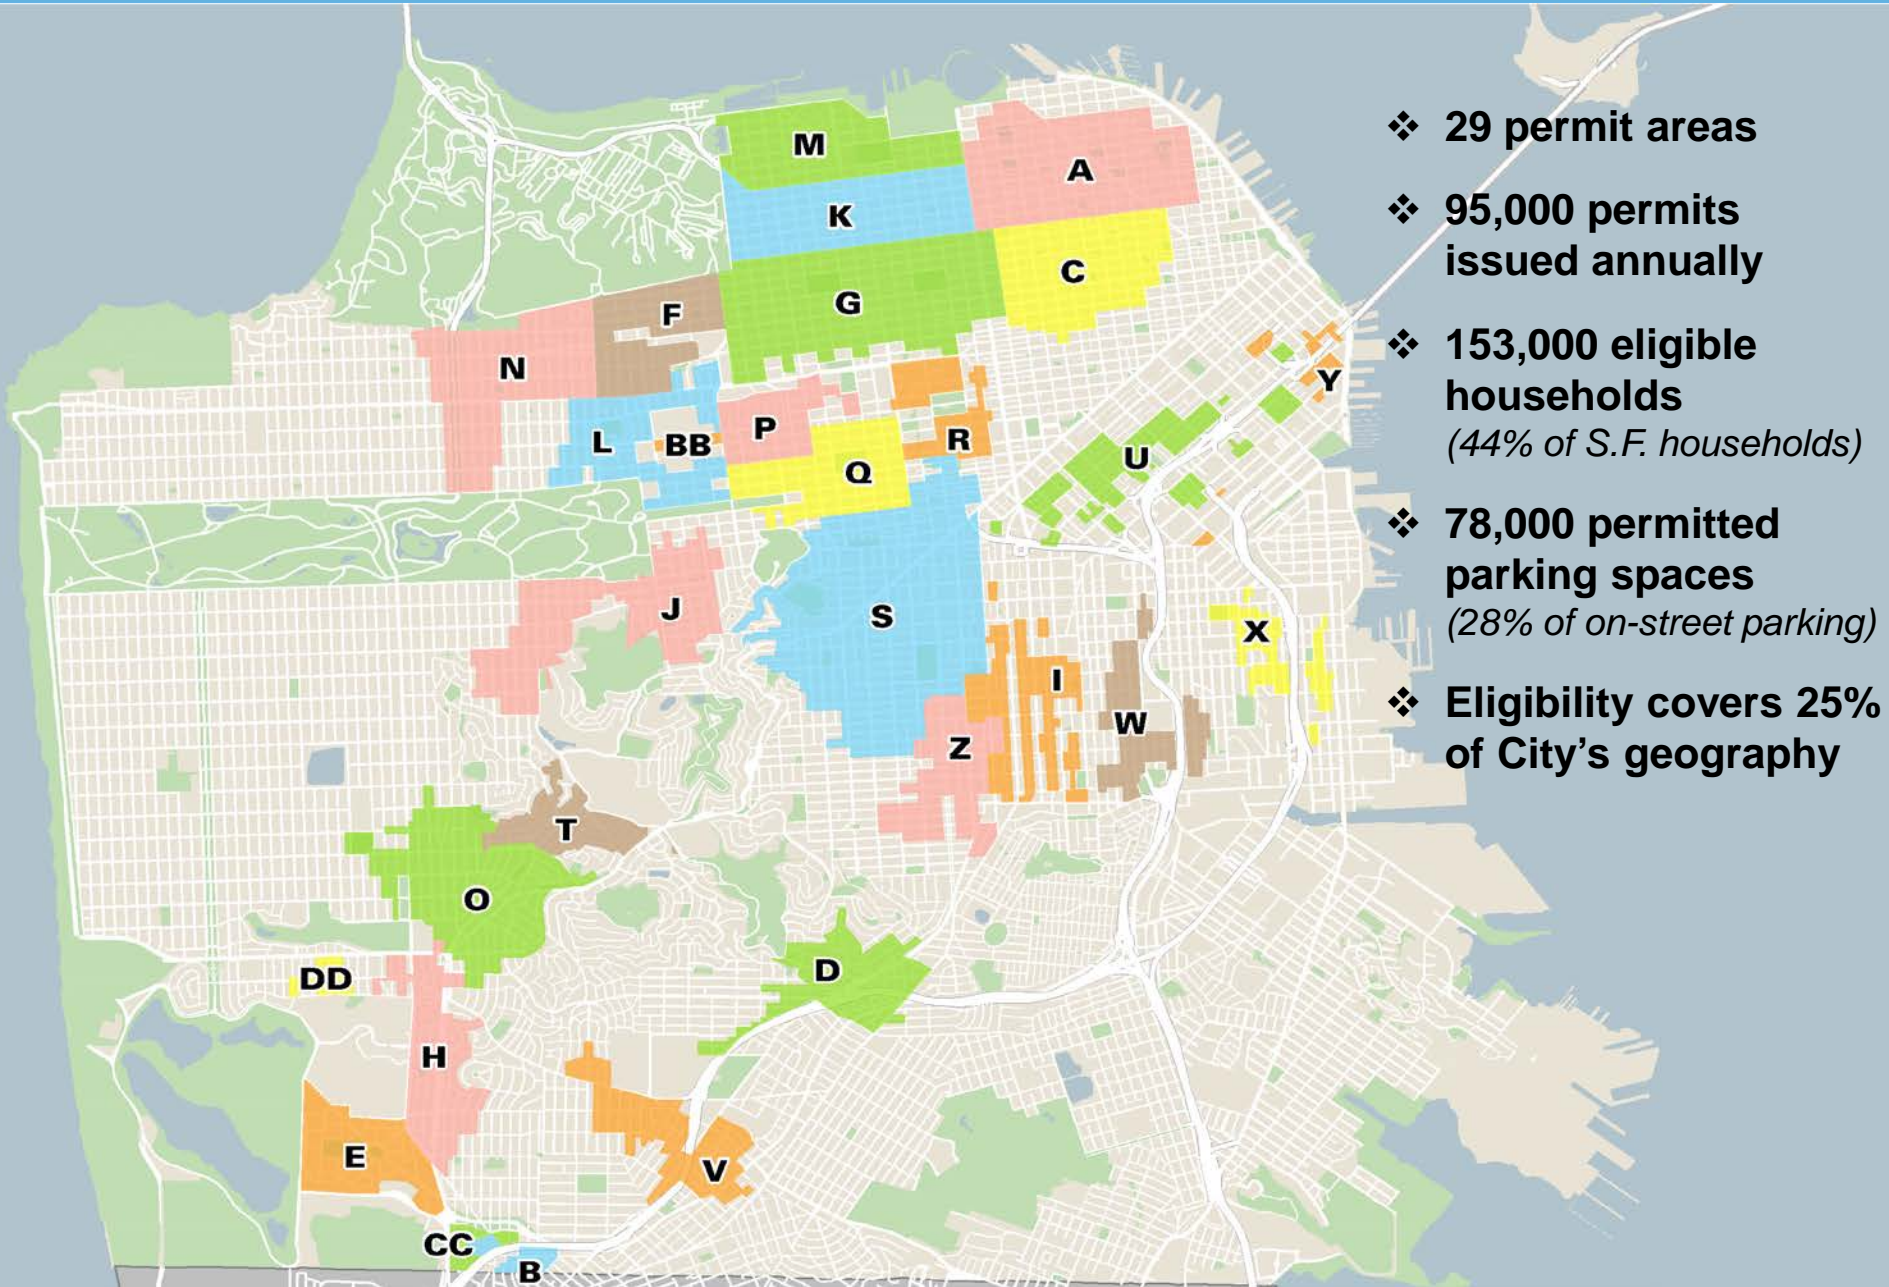 M
A
K
C
G
F
N
Y
P
L
BB
R
U
Q
J
S
X
I
W
Z
T
O
D
DD
H
E
V
CC
B
❖ 29 permit areas
❖ 95,000 permits
issued annually
❖ 153,000 eligible
households
(44% of S.F. households)
❖ 78,000 permitted
parking spaces
(28% of on-street parking)
❖ Eligibility covers 25%
of City’s geography